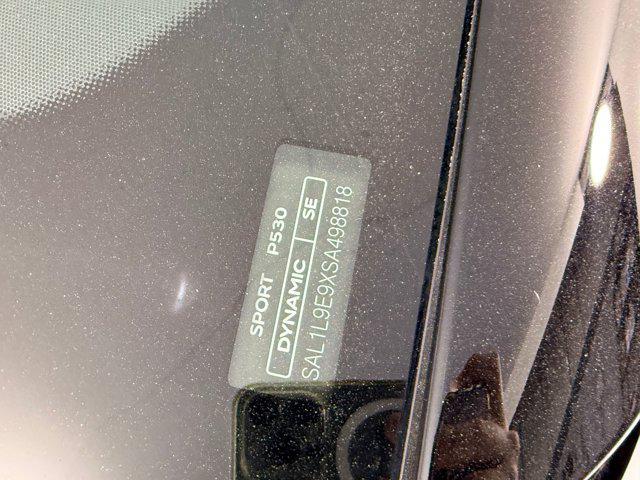 SPORT P530
DYNAMIC SE
SAL1L9E9XSA498818